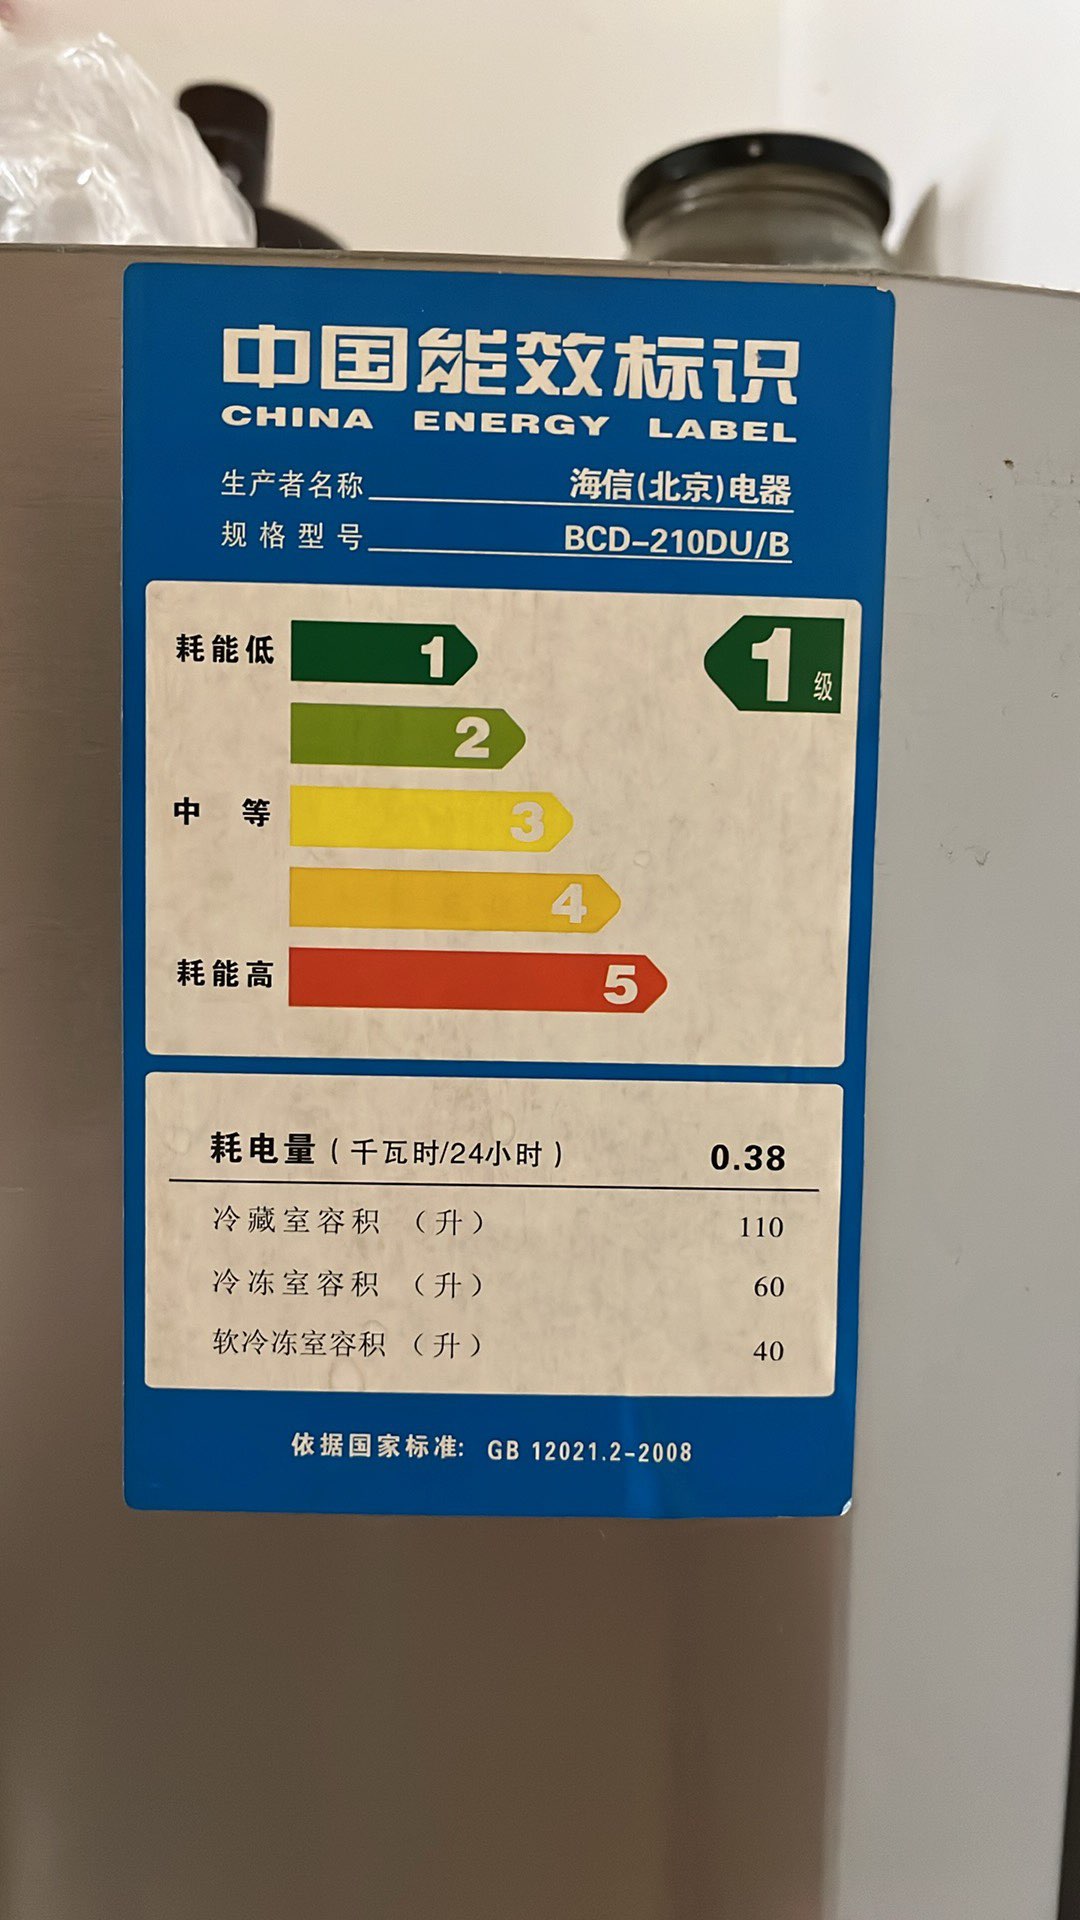 中国能效标识
CHINA ENERGY LABEL
生产者名称 海信(北京)电器
规格型号 BCD-210DU/B
耗能低 1 1级
2
中等 3
4
耗能高 5
耗电量(千瓦时/24小时) 0.38
冷藏室容积 (升) 110
冷冻室容积 (升) 60
软冷冻室容积 (升) 40
依据国家标准: GB 12021.2-2008